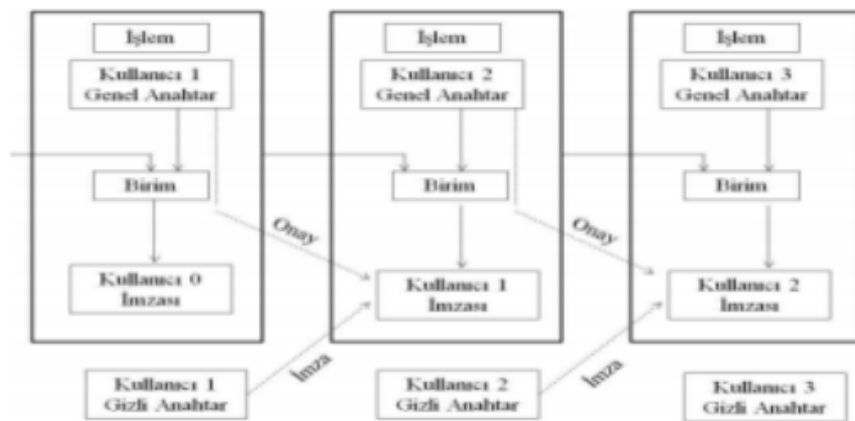 İşlem
Kullanıcı 1
Genel Anahtar
Birim
Kullanıcı 0
İmzası
Kullanıcı 1
Gizli Anahtar
Onay
İmza
İşlem
Kullanıcı 2
Genel Anahtar
Birim
Kullanıcı 1
İmzası
Kullanıcı 2
Gizli Anahtar
Onay
İmza
İşlem
Kullanıcı 3
Genel Anahtar
Birim
Kullanıcı 2
İmzası
Kullanıcı 3
Gizli Anahtar